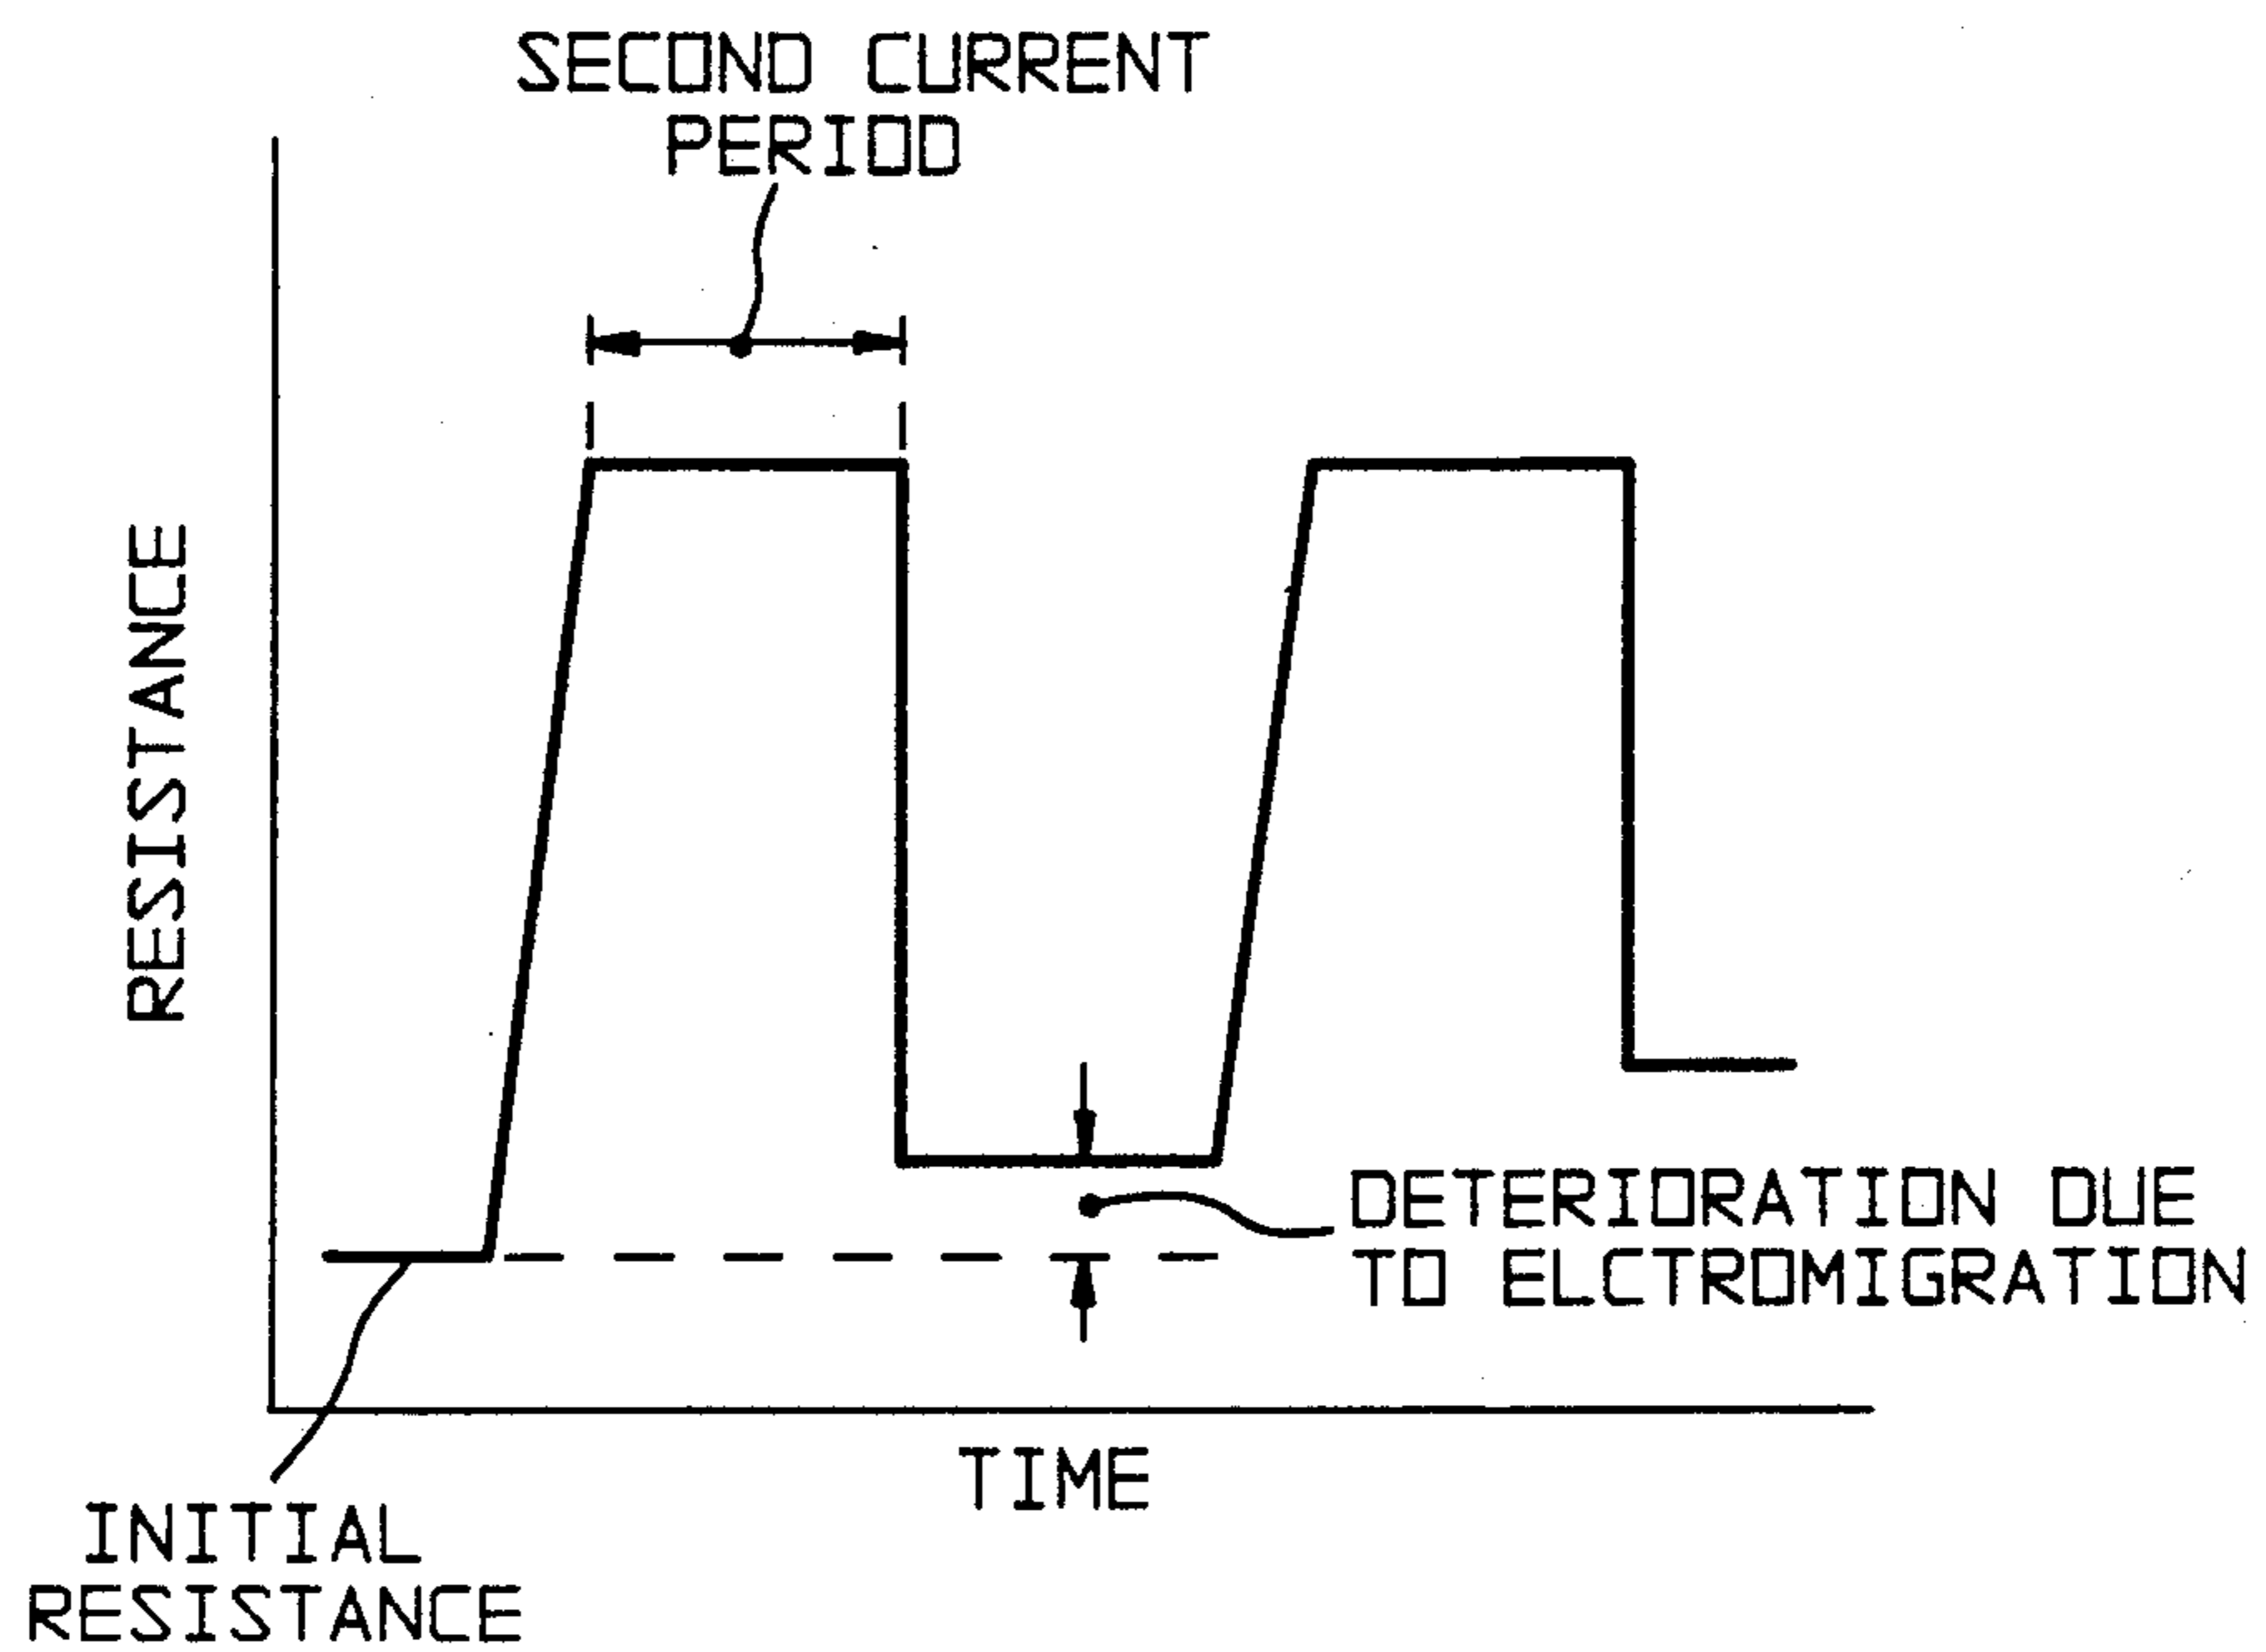 SECOND CURRENT
PERIOD
RESISTANCE
DETERIORATION DUE
TO ELCTROMIGRATION
TIME
INITIAL
RESISTANCE